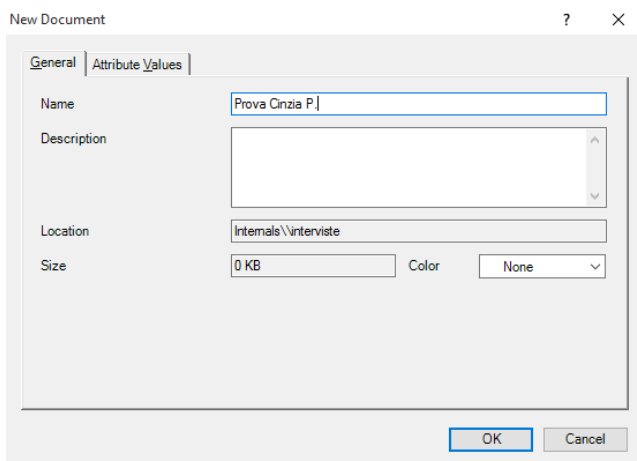 New Document
General Attribute Values
Name Prova Cinzia P.
Description
Location Internals\\interviste
Size 0 KB Color None
OK Cancel